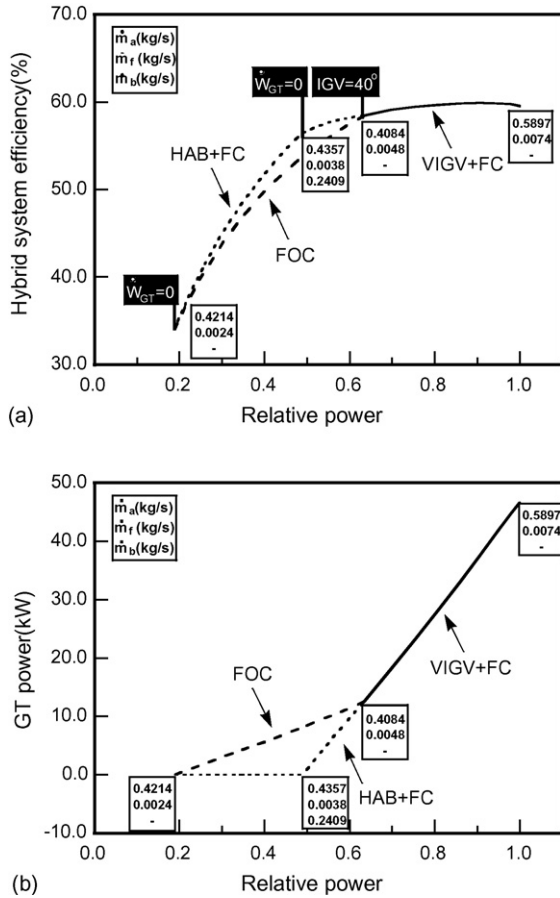 70.0
ṁa(kg/s)
ṁf(kg/s)
ṁb(kg/s)
ẆGT=0
IGV=40°
60.0
0.4084
0.0048
-
0.5897
0.0074
-
HAB+FC
0.4357
0.0038
0.2409
VIGV+FC
50.0
FOC
Hybrid system efficiency(%)
40.0
ẆGT=0
0.4214
0.0024
-
30.0
0.0 0.2 0.4 0.6 0.8 1.0
(a)
Relative power
50.0
ṁa(kg/s)
ṁf(kg/s)
ṁb(kg/s)
0.5897
0.0074
-
40.0
30.0
GT power(kW)
VIGV+FC
20.0
FOC
10.0
0.4084
0.0048
-
HAB+FC
0.0
0.4214
0.0024
-
0.4357
0.0038
0.2409
-10.0
0.0 0.2 0.4 0.6 0.8 1.0
(b)
Relative power